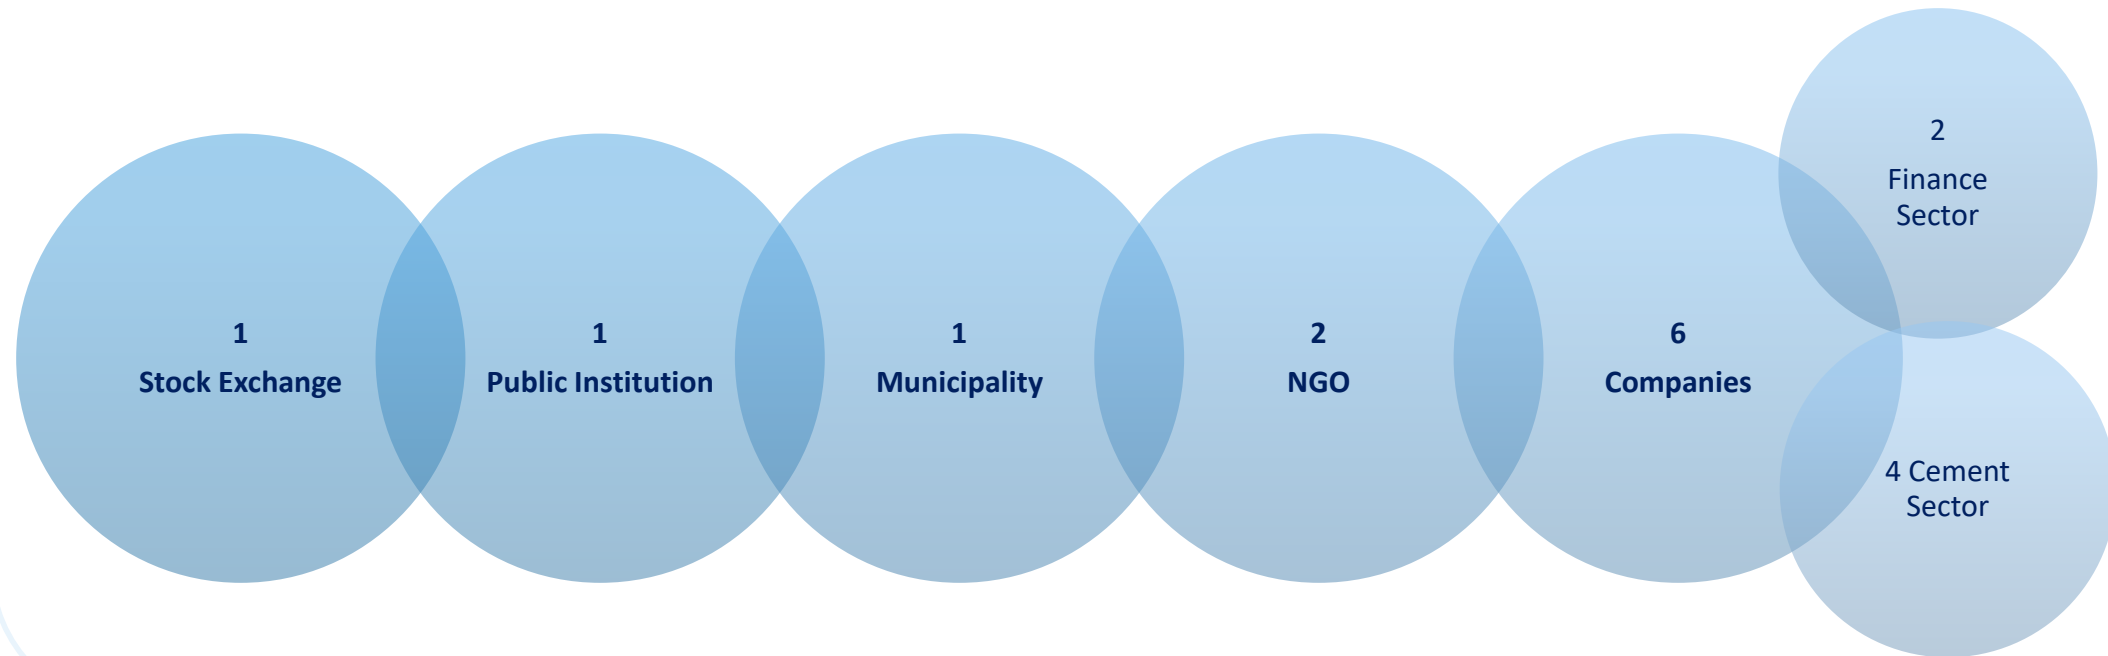 1
Stock Exchange
1
Public Institution
1
Municipality
2
NGO
6
Companies
2
Finance
Sector
4 Cement
Sector